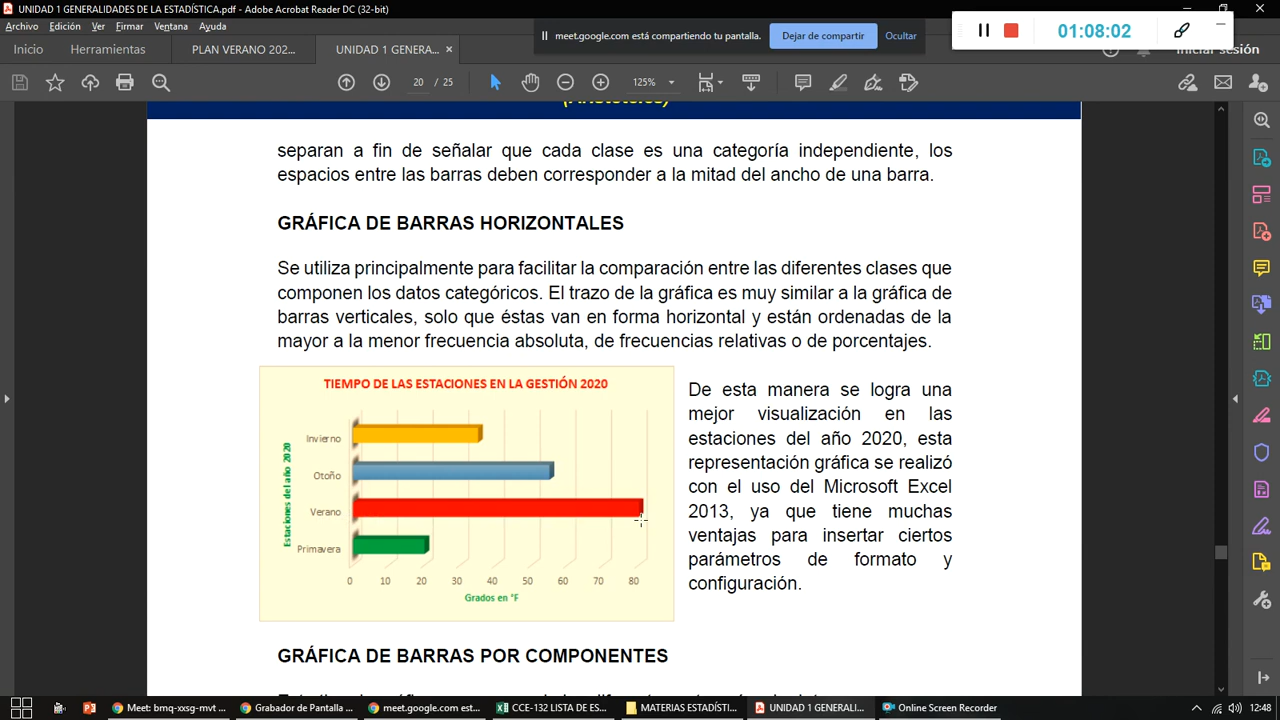 UNIDAD 1 GENERALIDADES DE LA ESTADÍSTICA.pdf - Adobe Acrobat Reader DC (32-bit)
Archivo Edición Ver Firmar Ventana Ayuda
Inicio Herramientas PLAN VERANO 202... UNIDAD 1 GENERA... ×
meet.google.com está compartiendo tu pantalla. Dejar de compartir Ocultar
01:08:02
Iniciar sesión
20 / 25 125%
(Aristóteles)
separan a fin de señalar que cada clase es una categoría independiente, los
espacios entre las barras deben corresponder a la mitad del ancho de una barra.
GRÁFICA DE BARRAS HORIZONTALES
Se utiliza principalmente para facilitar la comparación entre las diferentes clases que
componen los datos categóricos. El trazo de la gráfica es muy similar a la gráfica de
barras verticales, solo que éstas van en forma horizontal y están ordenadas de la
mayor a la menor frecuencia absoluta, de frecuencias relativas o de porcentajes.
TIEMPO DE LAS ESTACIONES EN LA GESTIÓN 2020
Estaciones del año 2020
Invierno
Otoño
Verano
Primavera
0 10 20 30 40 50 60 70 80
Grados en °F
De esta manera se logra una
mejor visualización en las
estaciones del año 2020, esta
representación gráfica se realizó
con el uso del Microsoft Excel
2013, ya que tiene muchas
ventajas para insertar ciertos
parámetros de formato y
configuración.
GRÁFICA DE BARRAS POR COMPONENTES
Meet: bmq-xxsg-mvt ... Grabador de Pantalla ... meet.google.com est... CCE-132 LISTA DE ES... MATERIAS ESTADÍSTI... UNIDAD 1 GENERALI... Online Screen Recorder 12:48